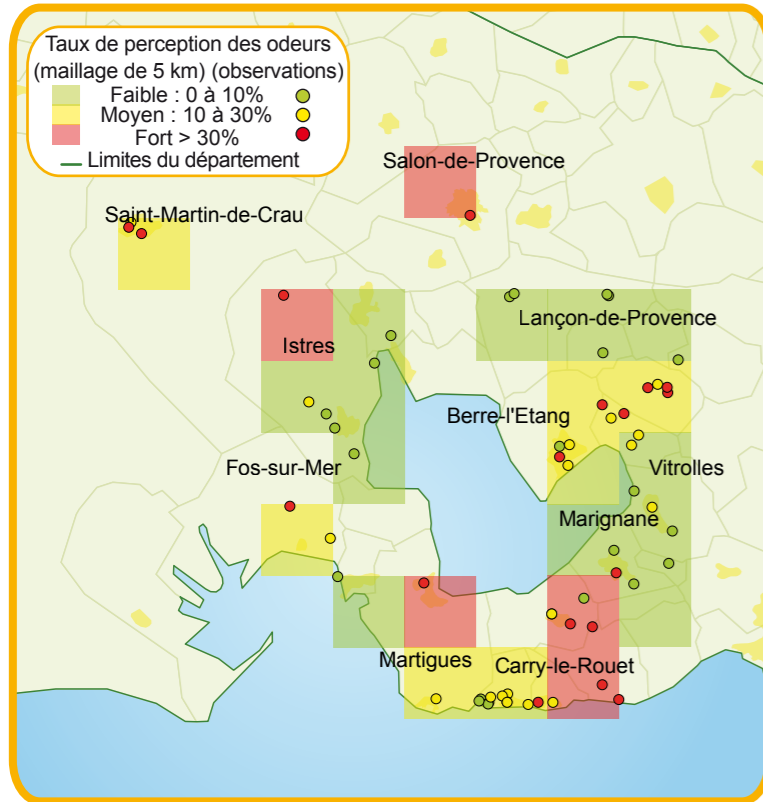 Taux de perception des odeurs
(maillage de 5 km) (observations)
Faible : 0 à 10%
Moyen : 10 à 30%
Fort > 30%
Limites du département
Salon-de-Provence
Saint-Martin-de-Crau
Lançon-de-Provence
Istres
Berre-l'Etang
Fos-sur-Mer
Vitrolles
Marignane
Martigues
Carry-le-Rouet